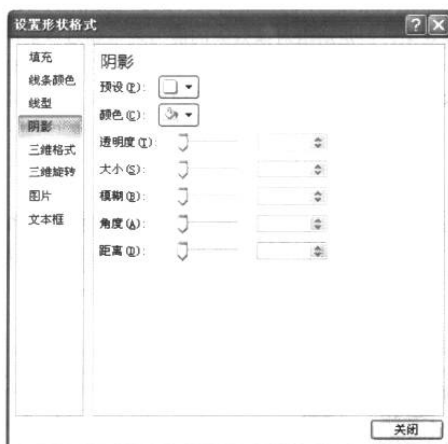 设置形状格式
填充
线条颜色
线型
阴影
三维格式
三维旋转
图片
文本框
阴影
预设(P):
颜色(C):
透明度(T):
大小(S):
模糊(B):
角度(A):
距离(D):
关闭